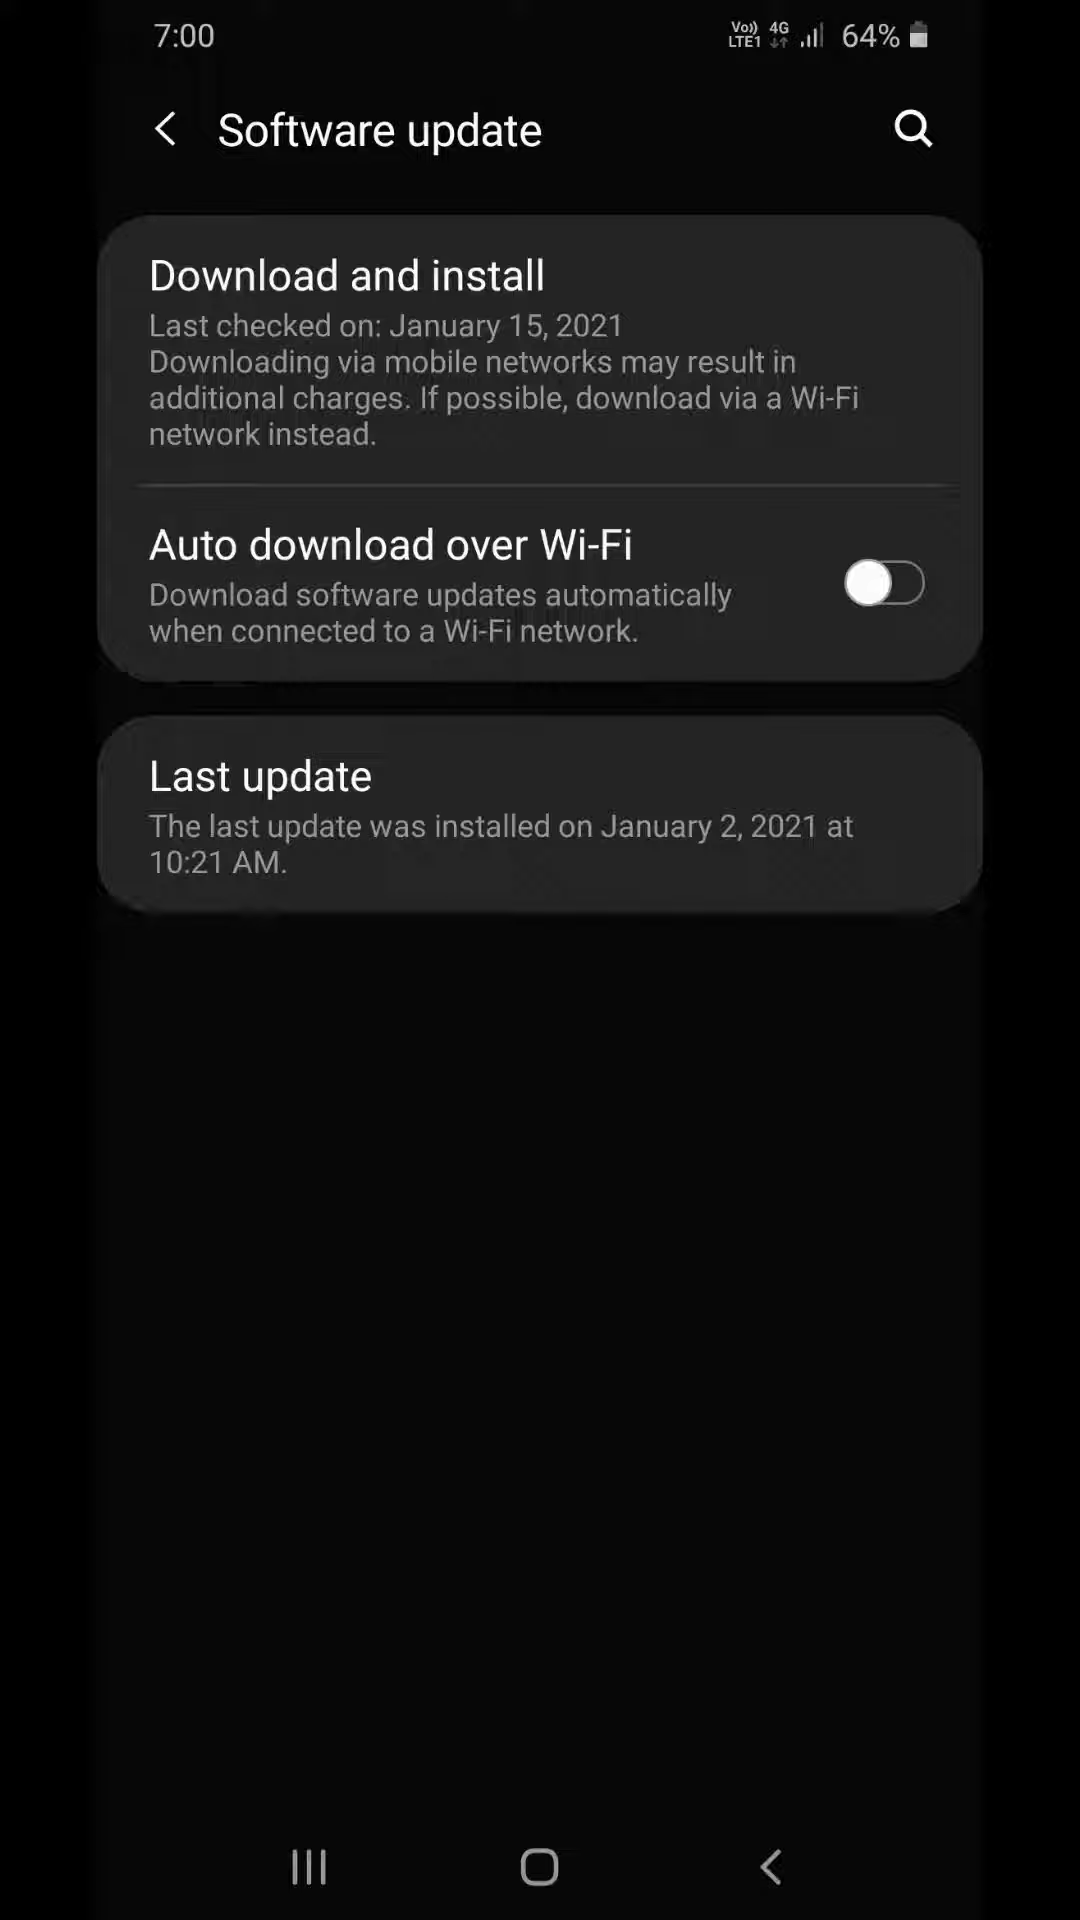 7:00
Vo)) 4G 64%
LTE1
Software update
Download and install
Last checked on: January 15, 2021
Downloading via mobile networks may result in
additional charges. If possible, download via a Wi-Fi
network instead.
Auto download over Wi-Fi
Download software updates automatically
when connected to a Wi-Fi network.
Last update
The last update was installed on January 2, 2021 at
10:21 AM.